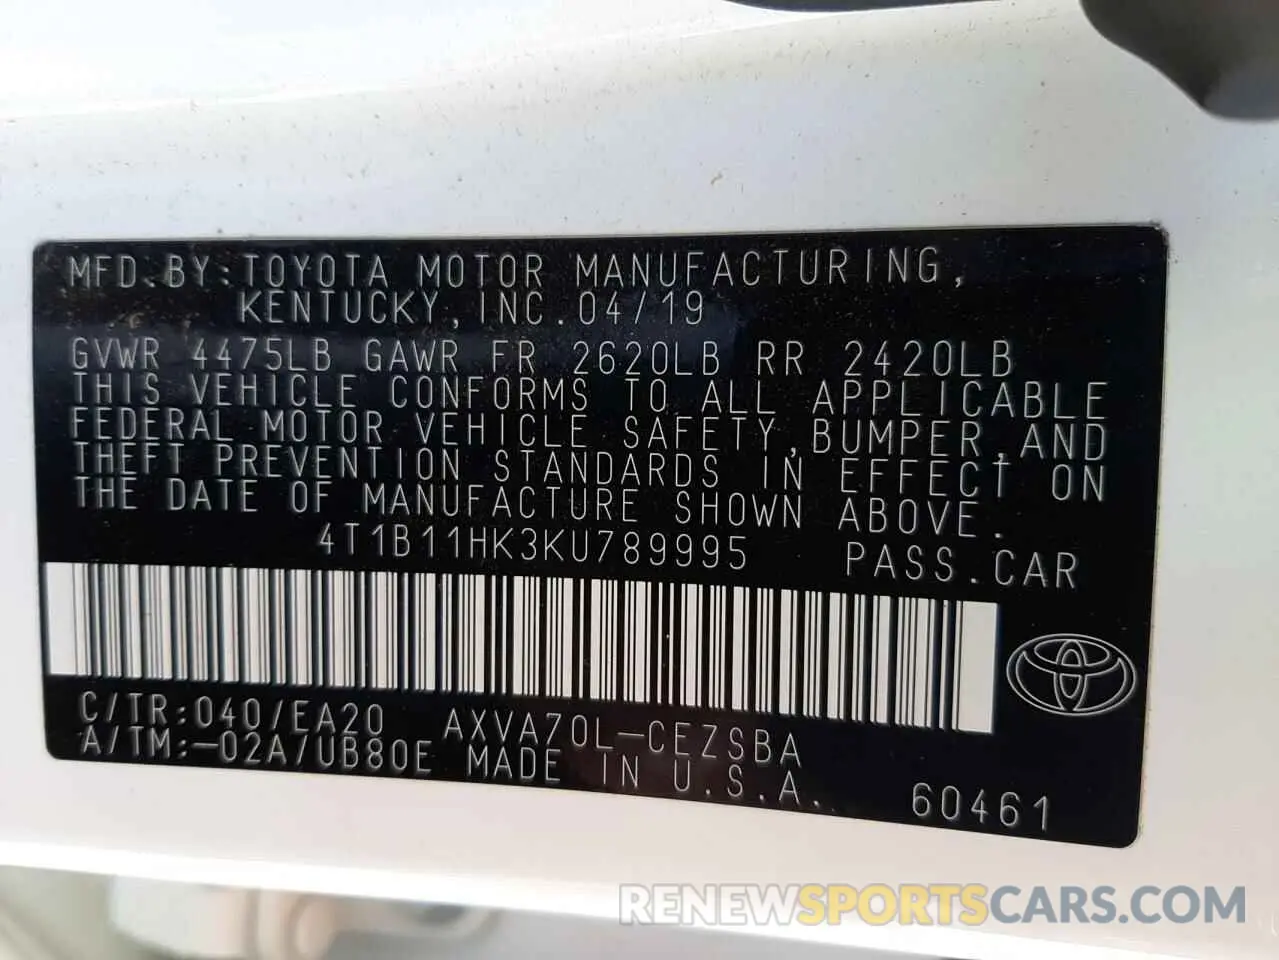 MFD.BY:TOYOTA MOTOR MANUFACTURING,
KENTUCKY, INC. 04/19
GVWR 4475LB GAWR FR 2620LB RR 2420LB
THIS VEHICLE CONFORMS TO ALL APPLICABLE
FEDERAL MOTOR VEHICLE SAFETY, BUMPER, AND
THEFT PREVENTION STANDARDS IN EFFECT ON
THE DATE OF MANUFACTURE SHOWN ABOVE.
4T1B11HK3KU789995 PASS.CAR
C/TR:040/EA20 AXVA70L-CEZSBA
A/TM:-02A/UB80E MADE IN U.S.A.
60461
RENEWSPORTSCARS.COM